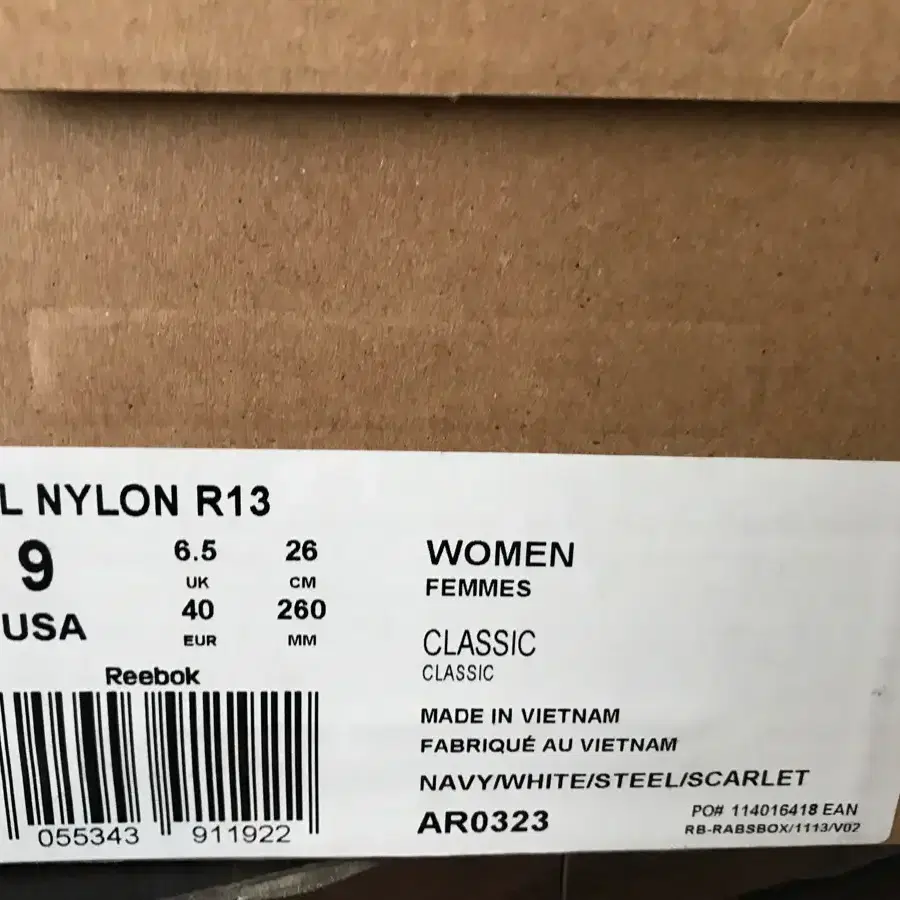 L NYLON R13
9
USA
6.5
UK
40
EUR
26
CM
260
MM
Reebok
055343 911922
WOMEN
FEMMES
CLASSIC
CLASSIC
MADE IN VIETNAM
FABRIQUÉ AU VIETNAM
NAVY/WHITE/STEEL/SCARLET
AR0323
PO# 114016418 EAN
RB-RABSBOX/1113/V02